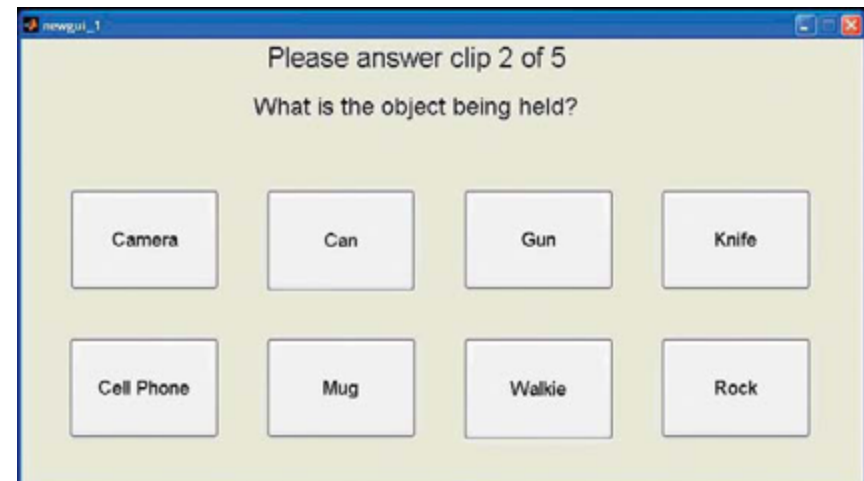 newgui_1
Please answer clip 2 of 5
What is the object being held?
Camera Can Gun Knife
Cell Phone Mug Walkie Rock